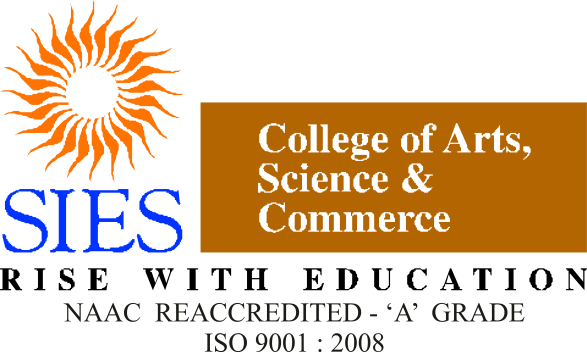 SIES
College of Arts,
Science &
Commerce
RISE WITH EDUCATION
NAAC REACCREDITED - ‘A’ GRADE
ISO 9001 : 2008